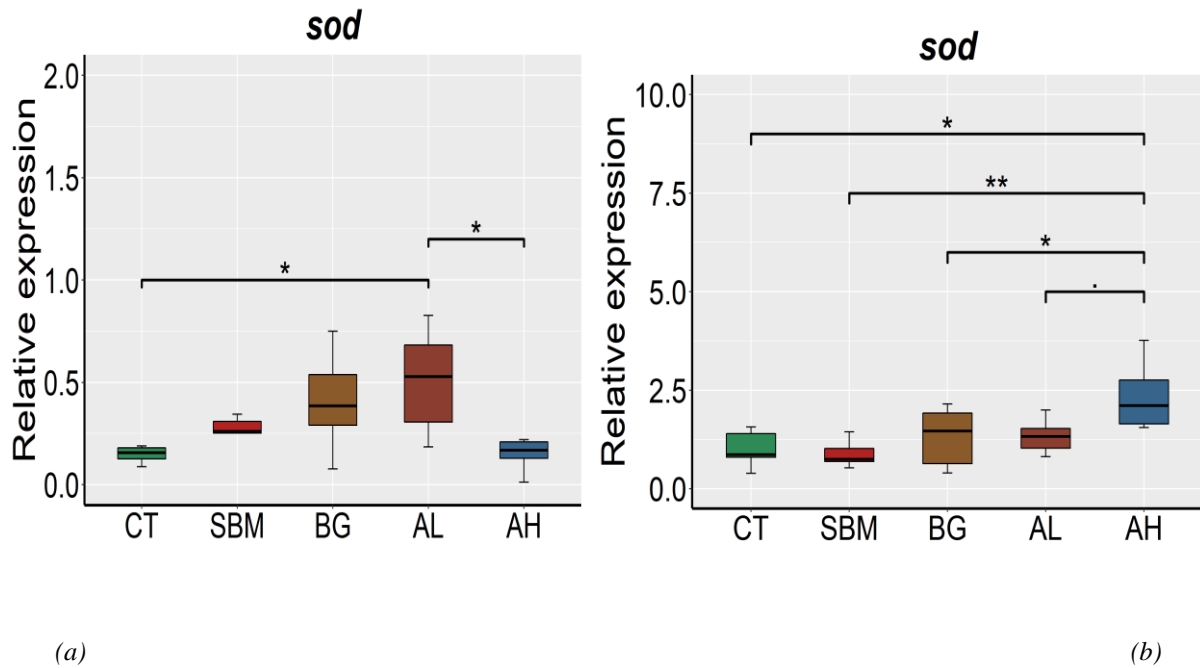 sod
Relative expression
2.0
1.5
1.0
0.5
0.0
*
*
CT SBM BG AL AH
(a)
sod
Relative expression
10.0
7.5
5.0
2.5
0.0
*
**
*
.
CT SBM BG AL AH
(b)